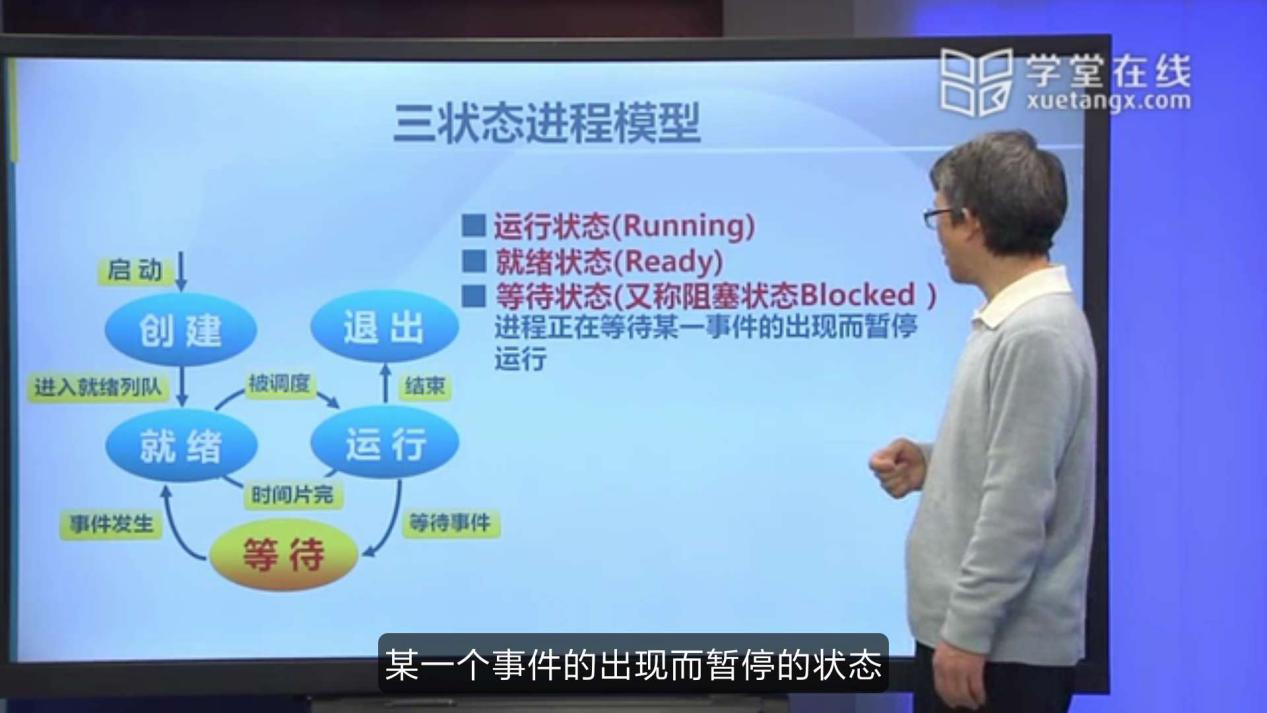 学堂在线
xuetangx.com
三状态进程模型
运行状态(Running)
就绪状态(Ready)
等待状态(又称阻塞状态Blocked )
进程正在等待某一事件的出现而暂停
运行
启动
创建
退出
进入就绪列队
被调度
结束
就绪
运行
时间片完
事件发生
等待事件
等待
某一个事件的出现而暂停的状态